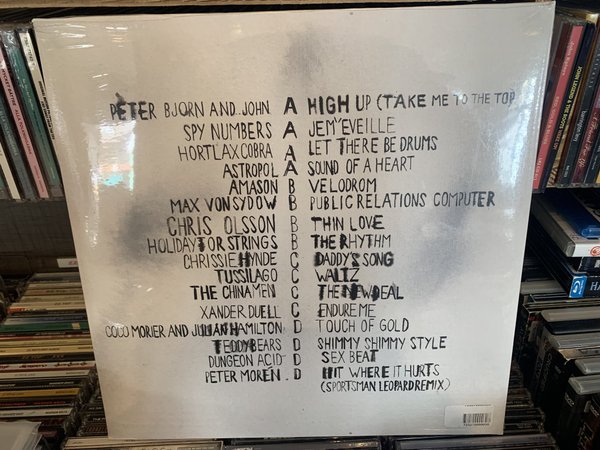 PETER BJORN AND JOHN A HIGH UP (TAKE ME TO THE TOP
SPY NUMBERS A JEM'EVEILLE
HORTLAXCOBRA A LET THERE BE DRUMS
ASTROPOL A SOUND OF A HEART
AMASON B VELODROM
MAX VON SYDOW B PUBLIC RELATIONS COMPUTER
CHRIS OLSSON B THIN LOVE
HOLIDAY FOR STRINGS B THE RHYTHM
CHRISSIE HYNDE C DADDY'S SONG
TUSSILAGO C WALTZ
THE CHINAMEN C THE NEW DEAL
XANDER DUELL C ENDURE ME
COCO MORIER AND JULIAN HAMILTON D TOUCH OF GOLD
TEDDYBEARS D SHIMMY SHIMMY STYLE
DUNGEON ACID D SEX BEAT
PETER MOREN . D HIT WHERE IT HURTS
(SPORTSMAN LEOPARD REMIX)